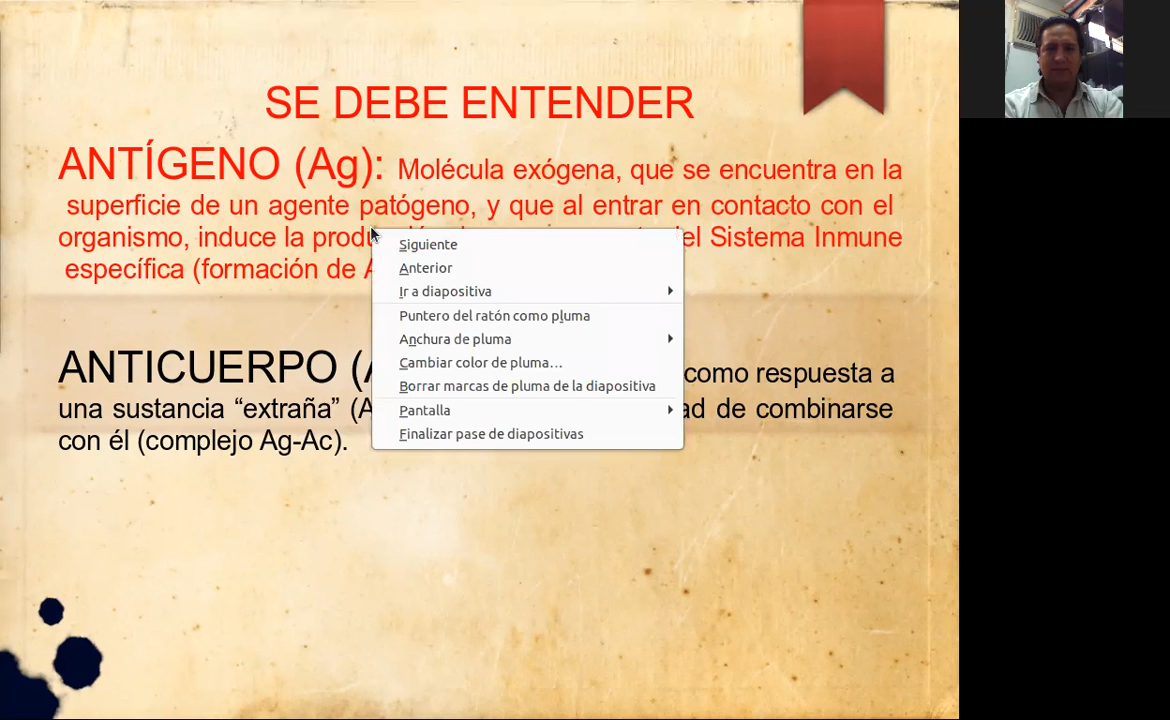 SE DEBE ENTENDER
ANTÍGENO (Ag): Molécula exógena, que se encuentra en la
superficie de un agente patógeno, y que al entrar en contacto con el
organismo, induce la del Sistema Inmune
específica (formación de
Siguiente
Anterior
Ir a diapositiva
Puntero del ratón como pluma
Anchura de pluma
Cambiar color de pluma...
Borrar marcas de pluma de la diapositiva
Pantalla
Finalizar pase de diapositivas
ANTICUERPO ( como respuesta a
una sustancia “extraña” ( de combinarse
con él (complejo Ag-Ac).